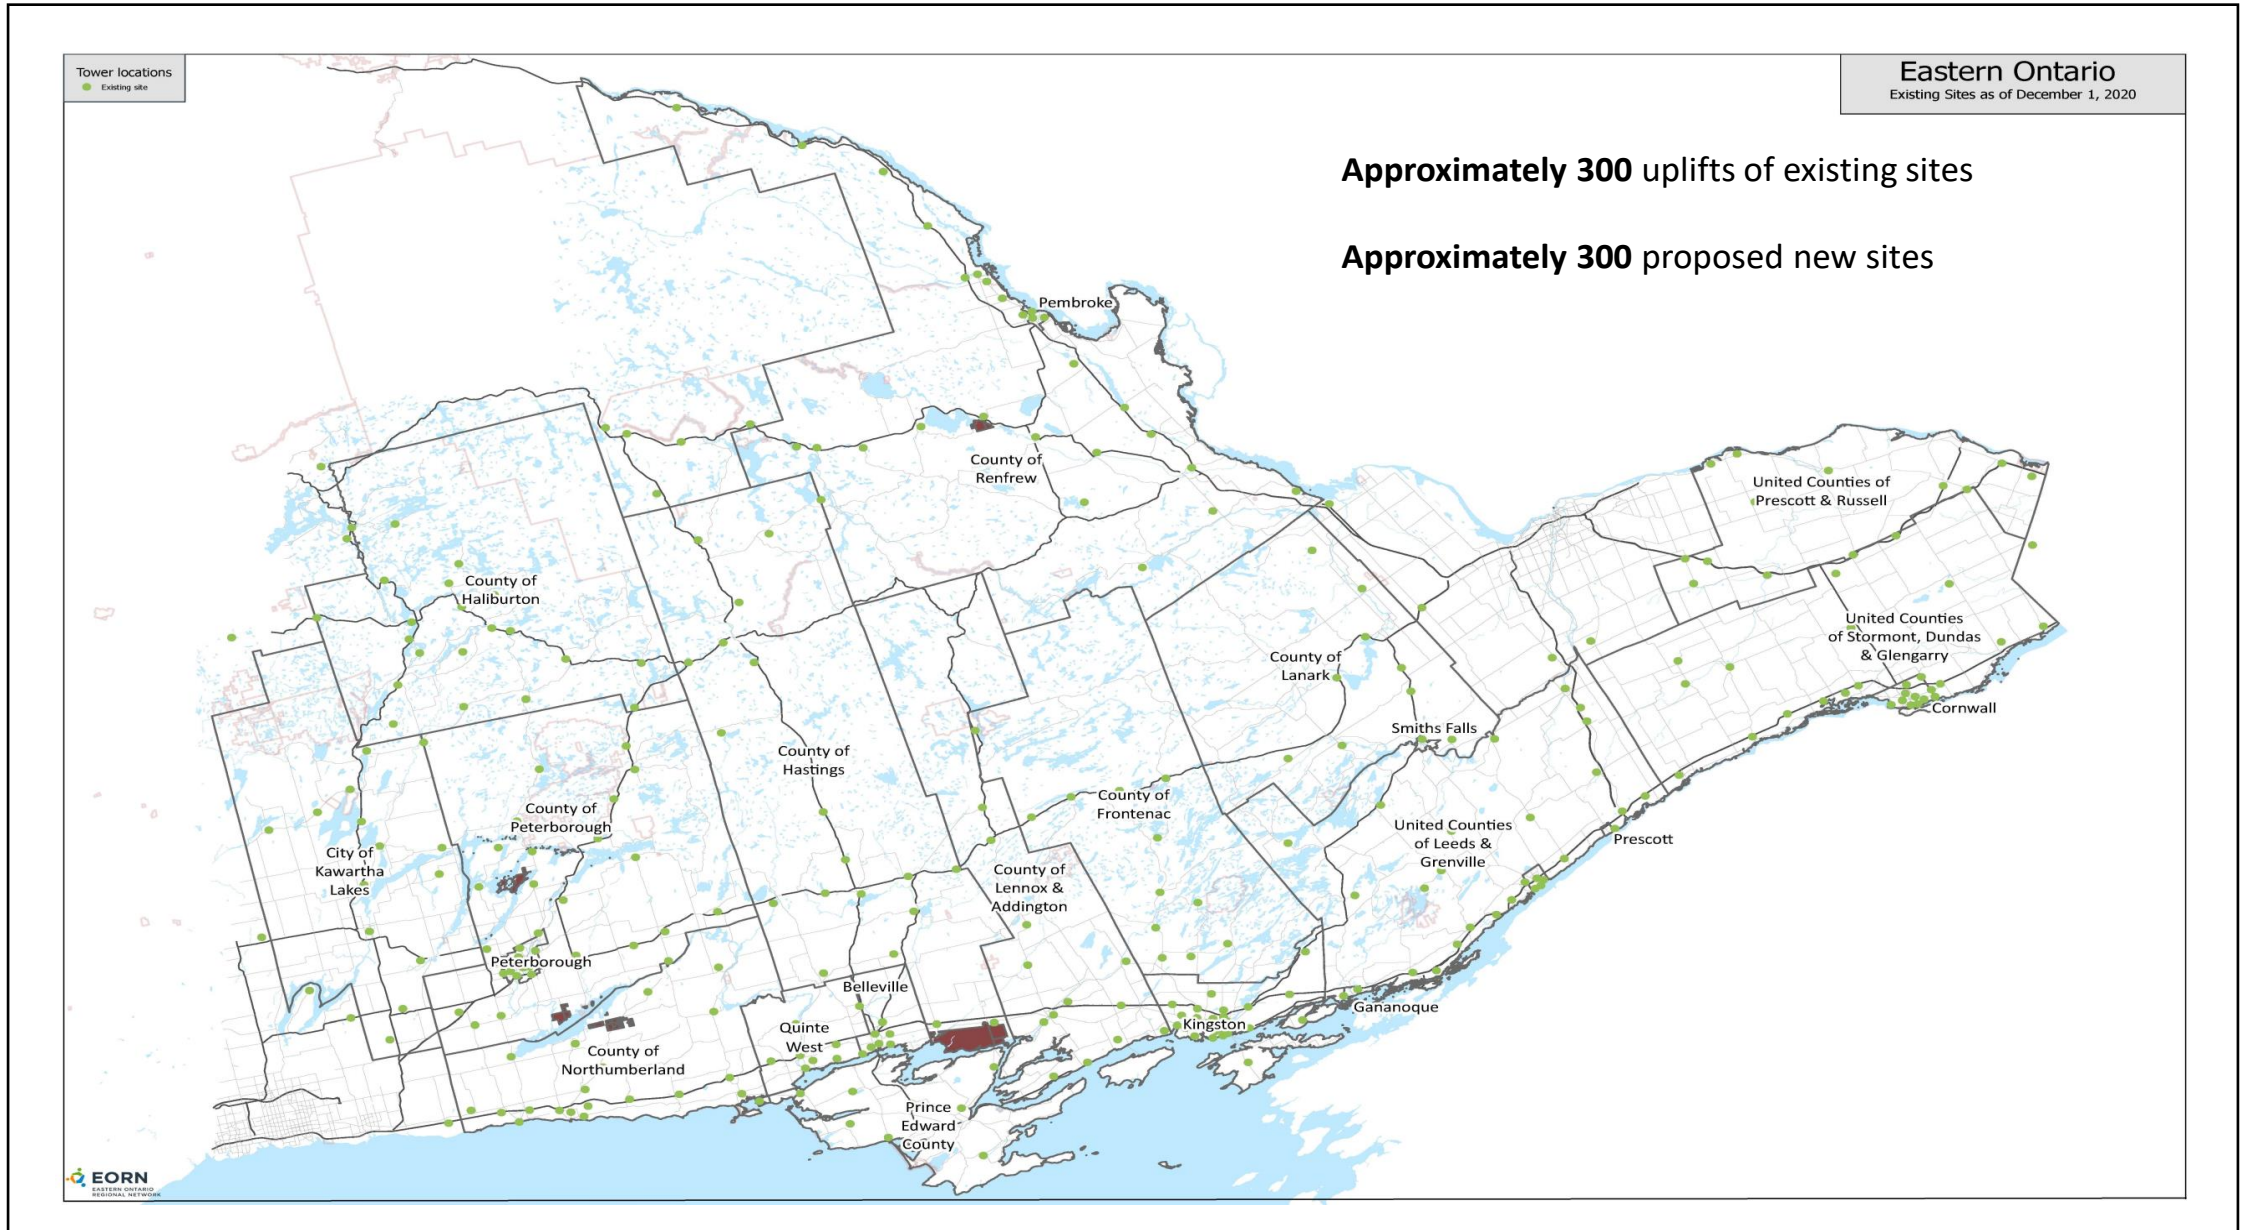 Tower locations
Existing site
Eastern Ontario
Existing Sites as of December 1, 2020
Approximately 300 uplifts of existing sites
Approximately 300 proposed new sites
Pembroke
County of
Renfrew
United Counties of
Prescott & Russell
County of
Haliburton
United Counties
of Stormont, Dundas
& Glengarry
County of
Lanark
Cornwall
Smiths Falls
County of
Hastings
County of
Frontenac
County of
Peterborough
United Counties
of Leeds &
Grenville
Prescott
City of
Kawartha
Lakes
County of
Lennox &
Addington
Peterborough
Belleville
Gananoque
Kingston
Quinte
West
County of
Northumberland
Prince
Edward
County
EORN
EASTERN ONTARIO
REGIONAL NETWORK